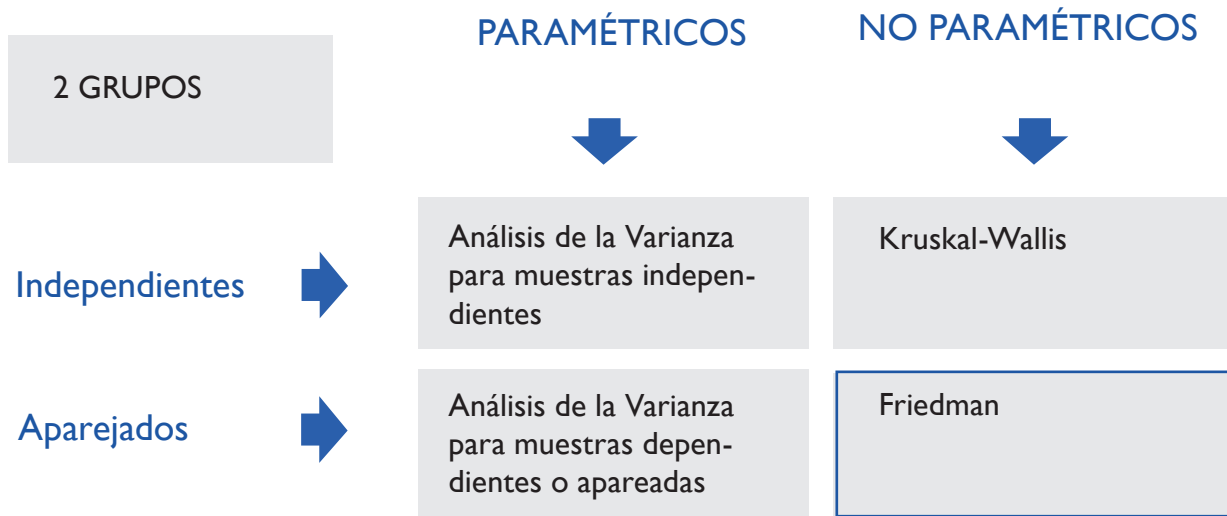 PARAMÉTRICOS
NO PARAMÉTRICOS
2 GRUPOS
Independientes
Análisis de la Varianza
para muestras indepen-
dientes
Kruskal-Wallis
Aparejados
Análisis de la Varianza
para muestras depen-
dientes o apareadas
Friedman